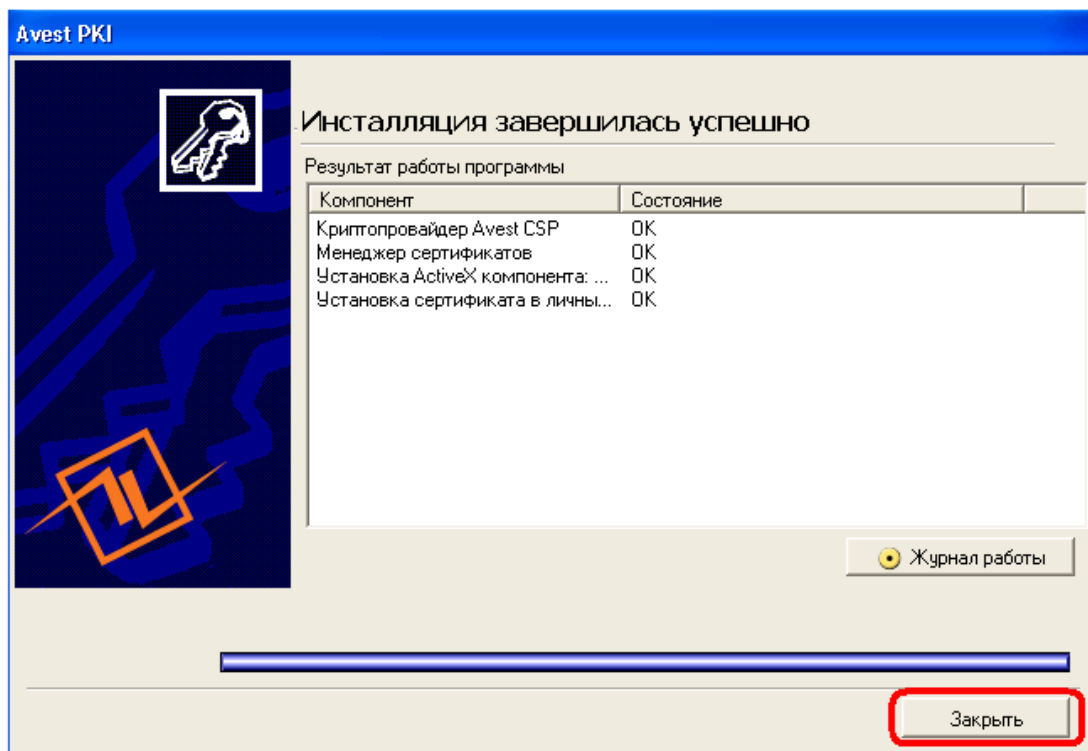 Avest PKI
Инсталляция завершилась успешно
Результат работы программы
Компонент Состояние
Криптопровайдер Avest CSP OK
Менеджер сертификатов OK
Установка ActiveX компонента: ... OK
Установка сертификата в личны... OK
Журнал работы
Закрыть